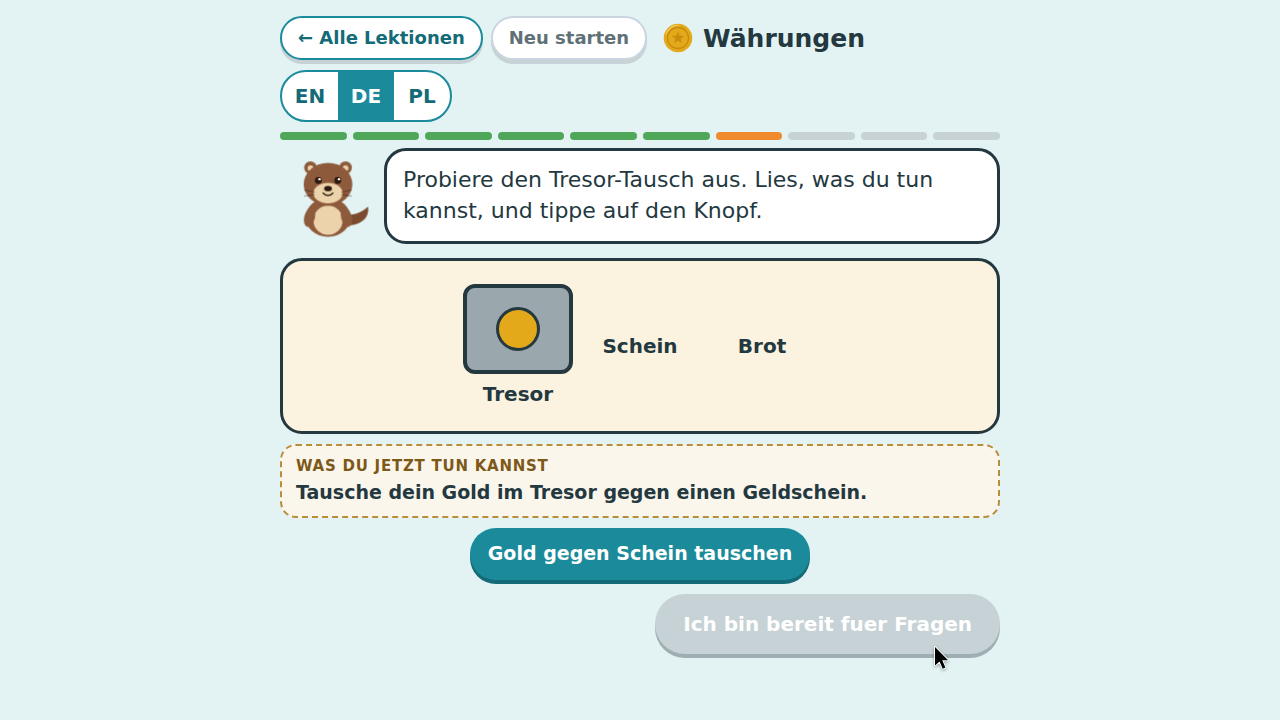 ← Alle Lektionen
Neu starten
Währungen
EN DE PL
Probiere den Tresor-Tausch aus. Lies, was du tun
kannst, und tippe auf den Knopf.
Schein
Brot
Tresor
WAS DU JETZT TUN KANNST
Tausche dein Gold im Tresor gegen einen Geldschein.
Gold gegen Schein tauschen
Ich bin bereit fuer Fragen